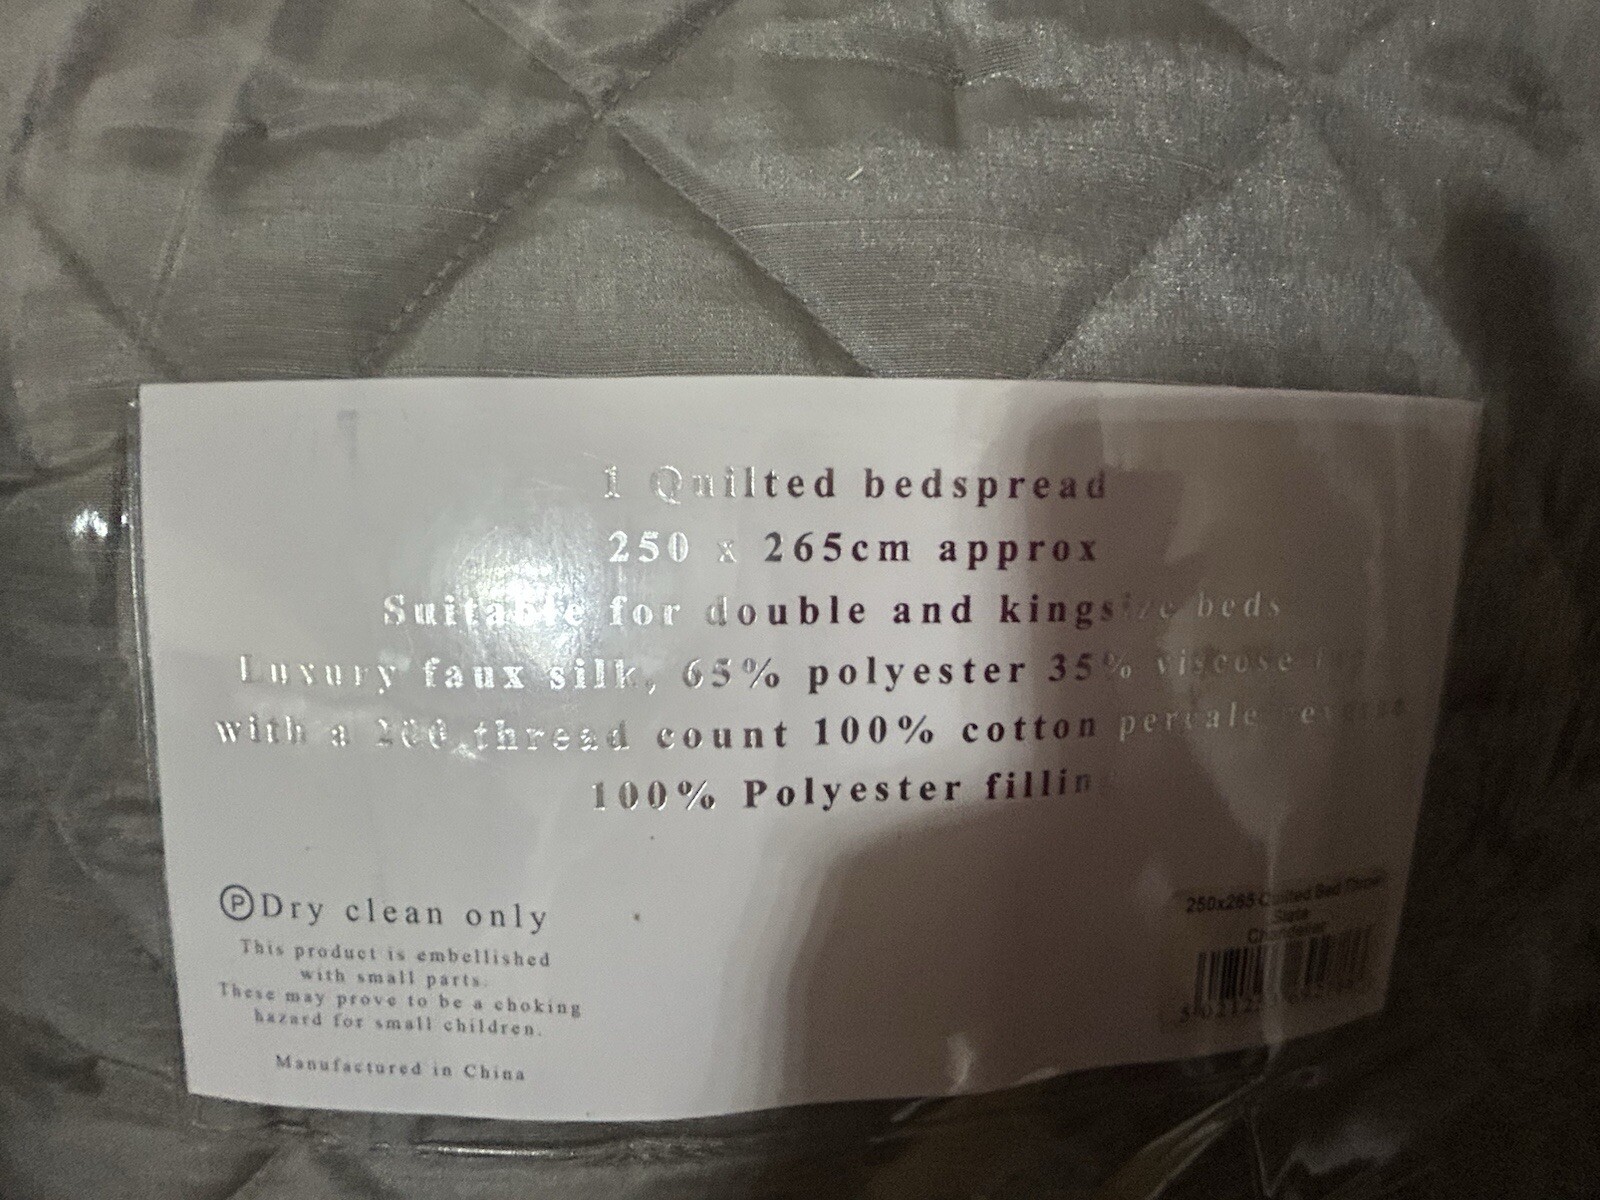 1 Quilted bedspread
250 x 265cm approx
Suitable for double and kingsize beds
Luxury faux silk, 65% polyester 35% viscose
with a 200 thread count 100% cotton percale reverse
100% Polyester filling
P Dry clean only
This product is embellished
with small parts.
These may prove to be a choking
hazard for small children.
Manufactured in China
250x265 Quilted Bed Throw
Slate
Chandelier